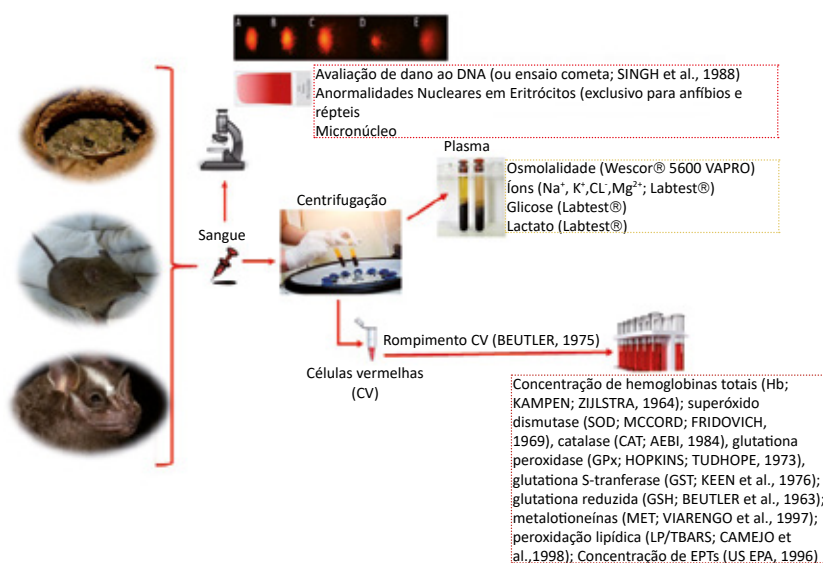 A B C D E
Avaliação de dano ao DNA (ou ensaio cometa; SINGH et al., 1988)
Anormalidades Nucleares em Eritrócitos (exclusivo para anfíbios e
répteis
Micronúcleo
Plasma
Osmolalidade (Wescor® 5600 VAPRO)
Íons (Na⁺, K⁺,CL⁻,Mg²⁺; Labtest®)
Glicose (Labtest®)
Lactato (Labtest®)
Centrifugação
Sangue
Rompimento CV (BEUTLER, 1975)
Células vermelhas
(CV)
Concentração de hemoglobinas totais (Hb;
KAMPEN; ZIJLSTRA, 1964); superóxido
dismutase (SOD; MCCORD; FRIDOVICH,
1969), catalase (CAT; AEBI, 1984), glutationa
peroxidase (GPx; HOPKINS; TUDHOPE, 1973),
glutationa S-tranferase (GST; KEEN et al., 1976);
glutationa reduzida (GSH; BEUTLER et al., 1963);
metalotioneínas (MET; VIARENGO et al., 1997);
peroxidação lipídica (LP/TBARS; CAMEJO et
al.,1998); Concentração de EPTs (US EPA, 1996)